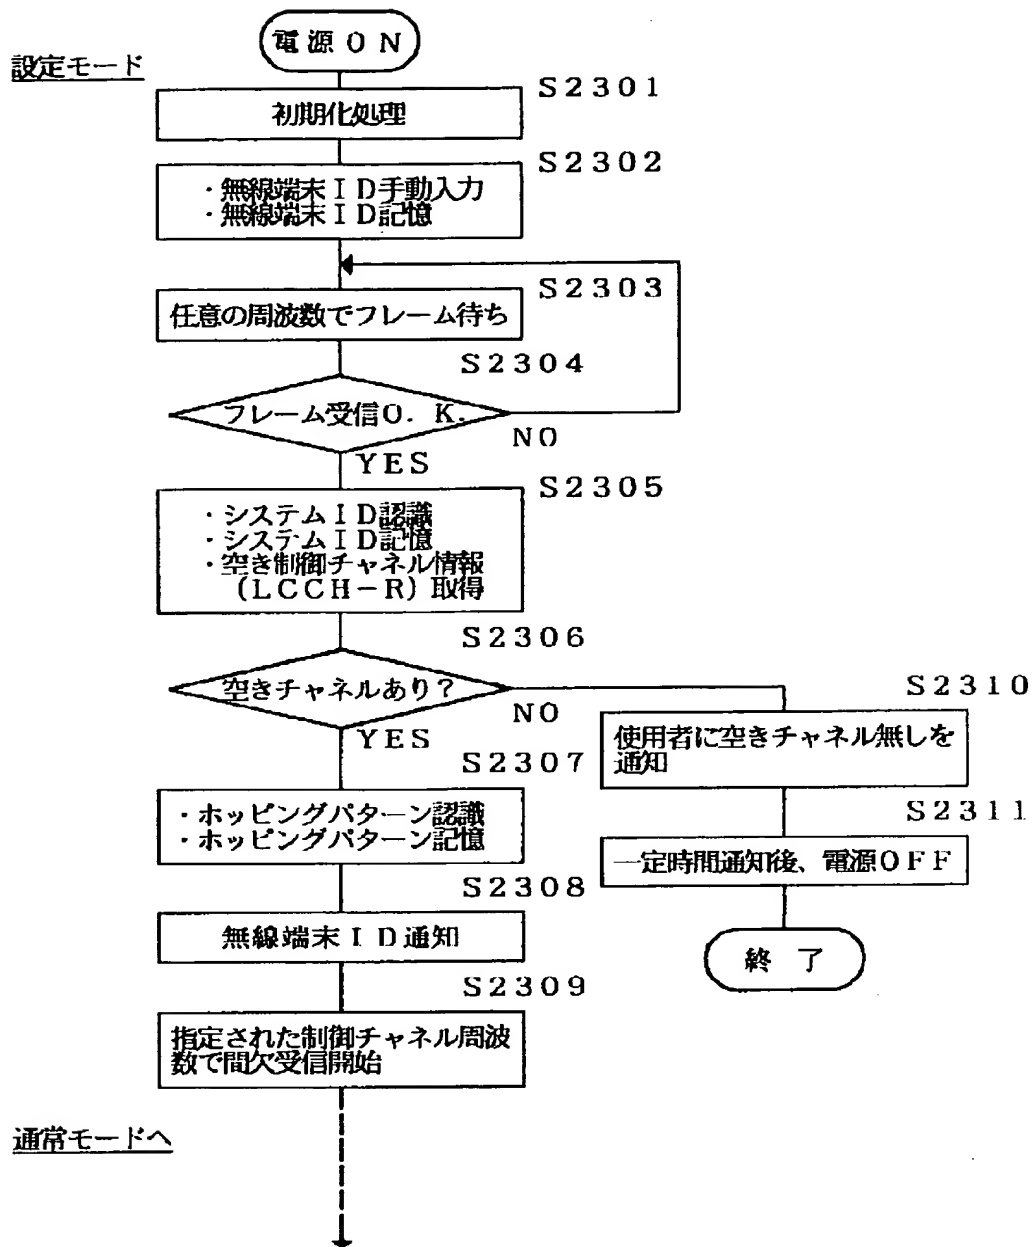 電源ON
設定モード
S2301
初期化処理
S2302
・無線端末ID手動入力
・無線端末ID記憶
S2303
任意の周波数でフレーム待ち
S2304
フレーム受信O.K.
NO
YES
S2305
・システムID認識
・システムID記憶
・空き制御チャネル情報
(LCCH-R)取得
S2306
空きチャネルあり?
NO
YES
S2310
使用者に空きチャネル無しを
通知
S2307
・ホッピングパターン認識
・ホッピングパターン記憶
S2311
一定時間通知後、電源OFF
S2308
無線端末ID通知
終了
S2309
指定された制御チャネル周波
数で間欠受信開始
通常モードへ